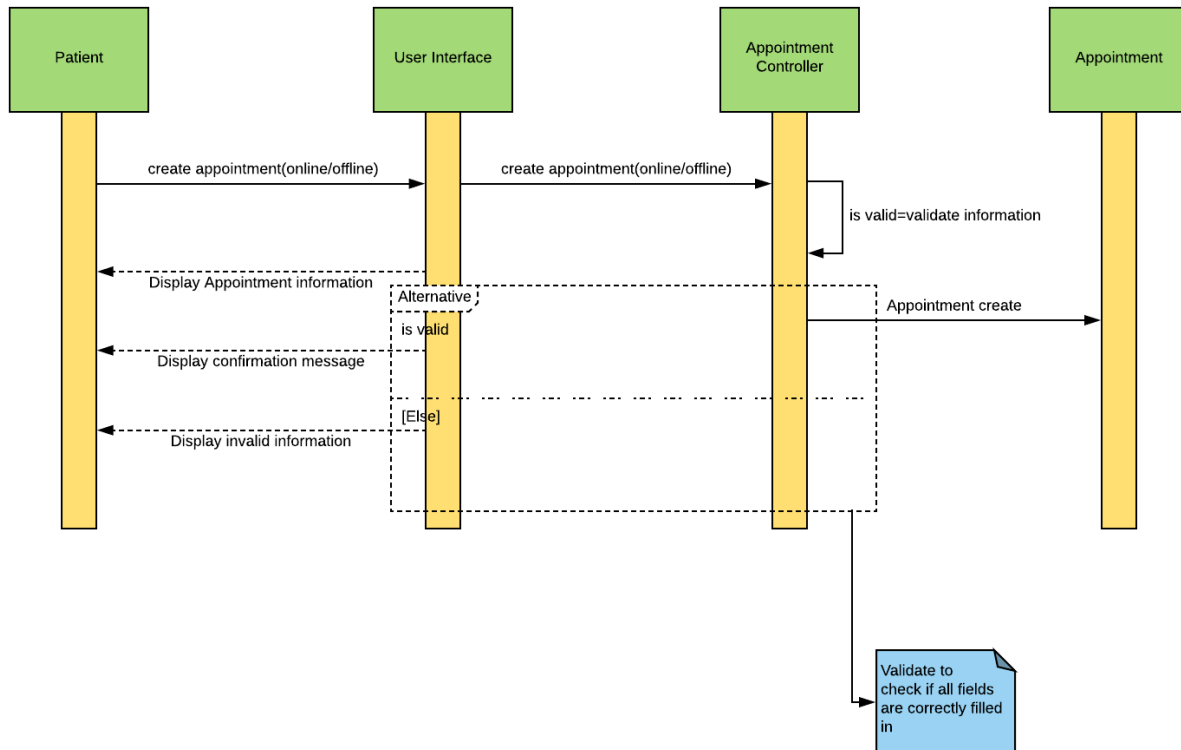 Patient
User Interface
Appointment
Controller
Appointment
create appointment(online/offline)
create appointment(online/offline)
is valid=validate information
Display Appointment information
Alternative
Appointment create
is valid
Display confirmation message
[Else]
Display invalid information
Validate to
check if all fields
are correctly filled
in